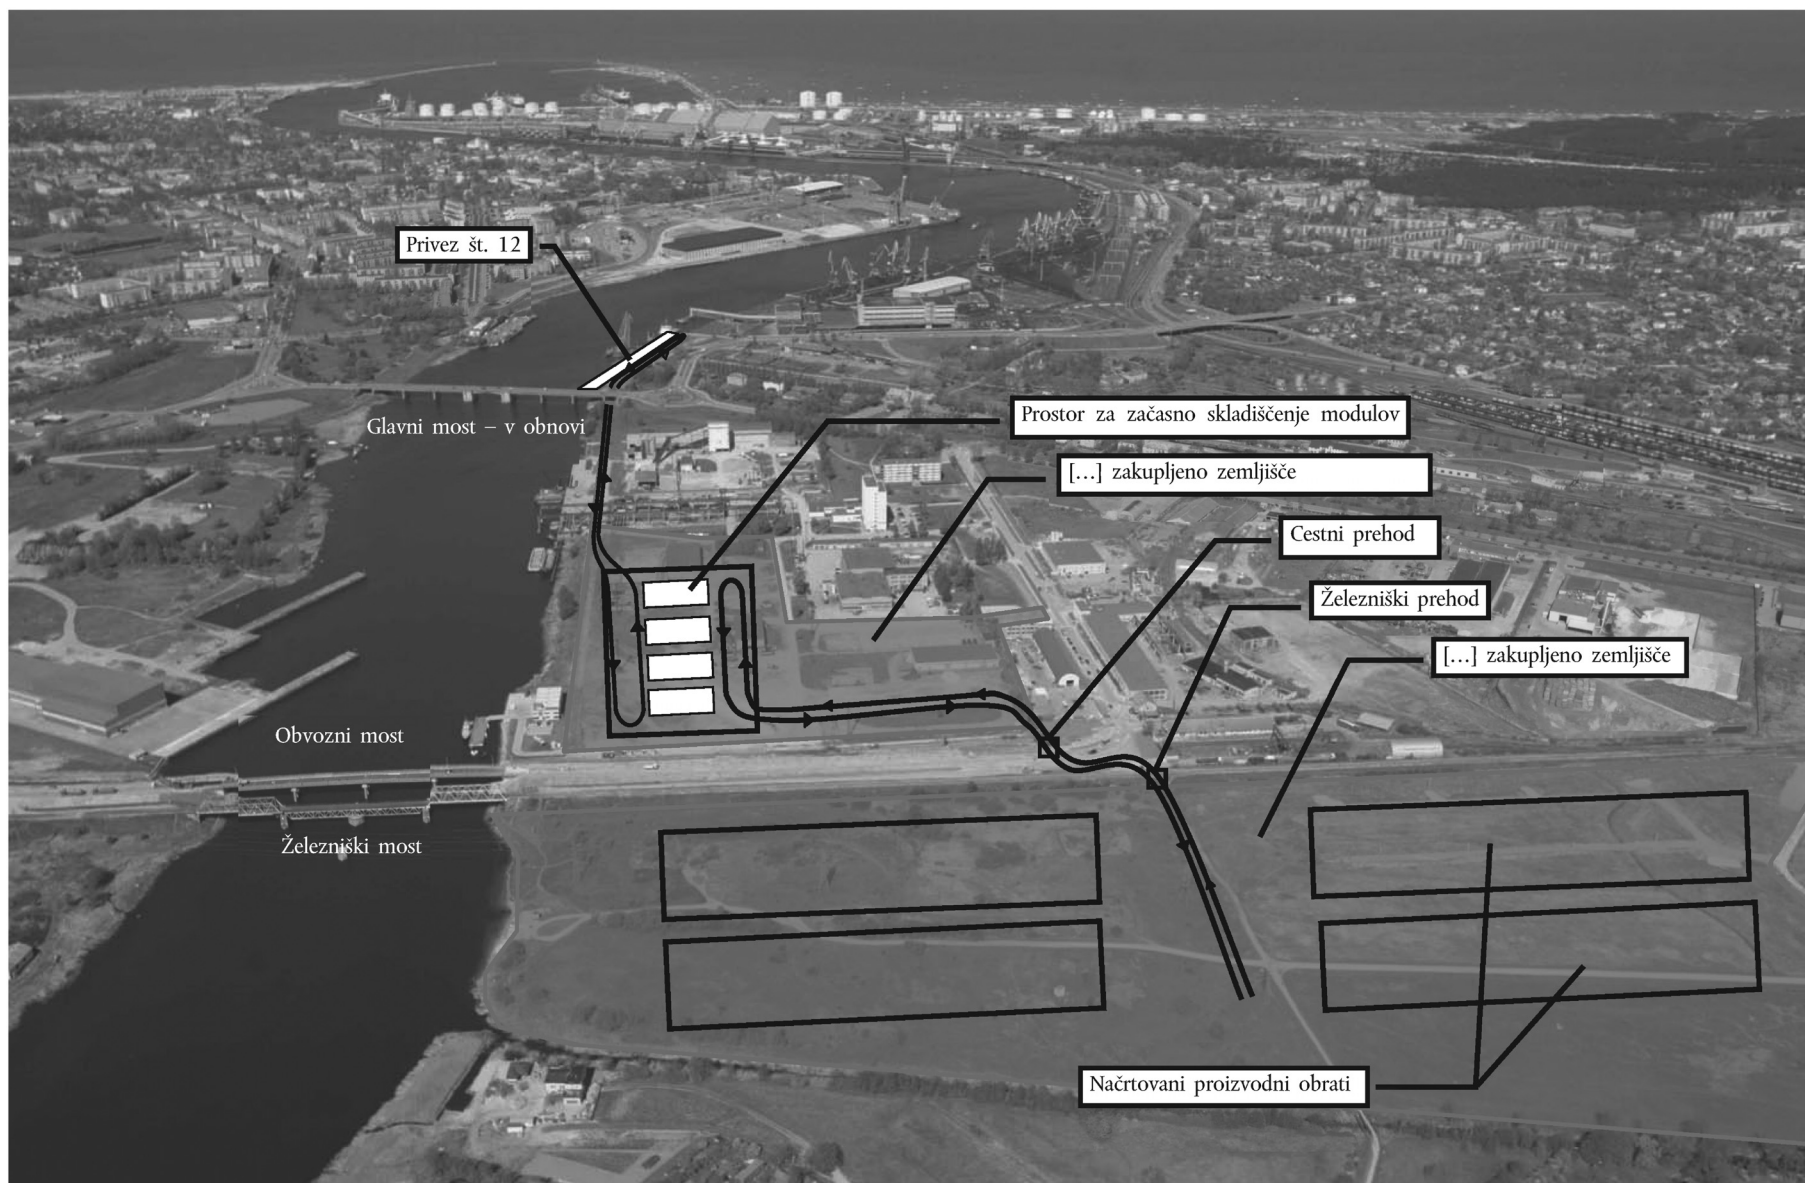 Privez št. 12
Glavni most – v obnovi
Prostor za začasno skladiščenje modulov
[...] zakupljeno zemljišče
Cestni prehod
Železniški prehod
[...] zakupljeno zemljišče
Obvozni most
Železniški most
Načrtovani proizvodni obrati